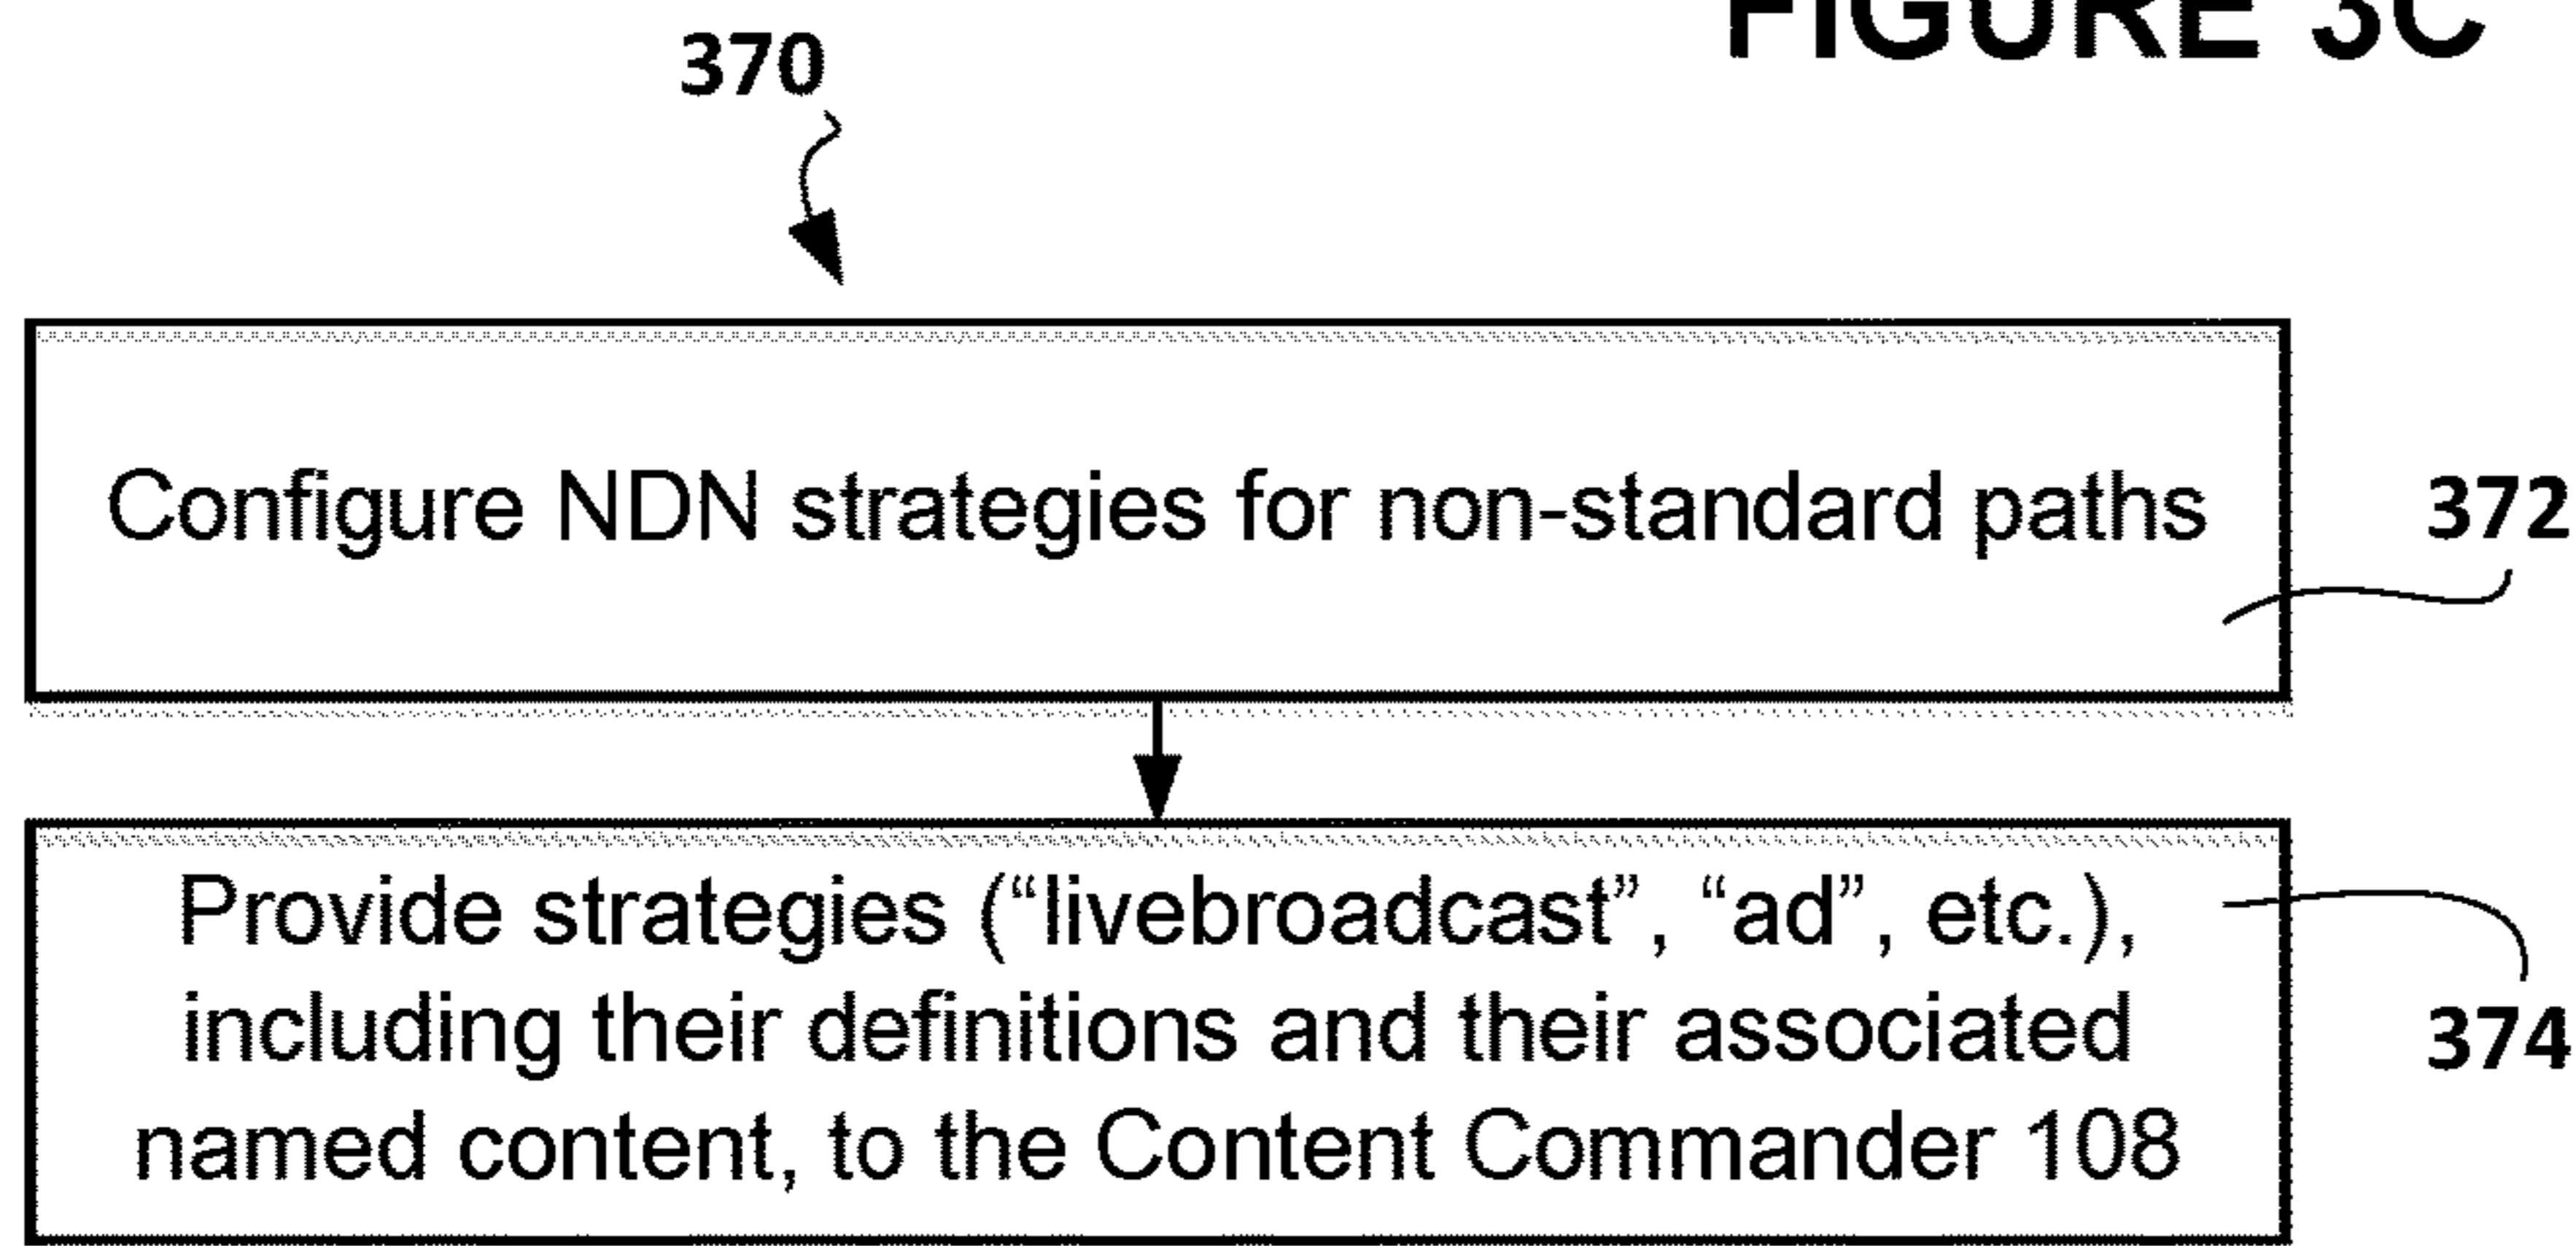 FIGURE 3C
370
Configure NDN strategies for non-standard paths
372
Provide strategies (“livebroadcast”, “ad”, etc.),
including their definitions and their associated
named content, to the Content Commander 108
374